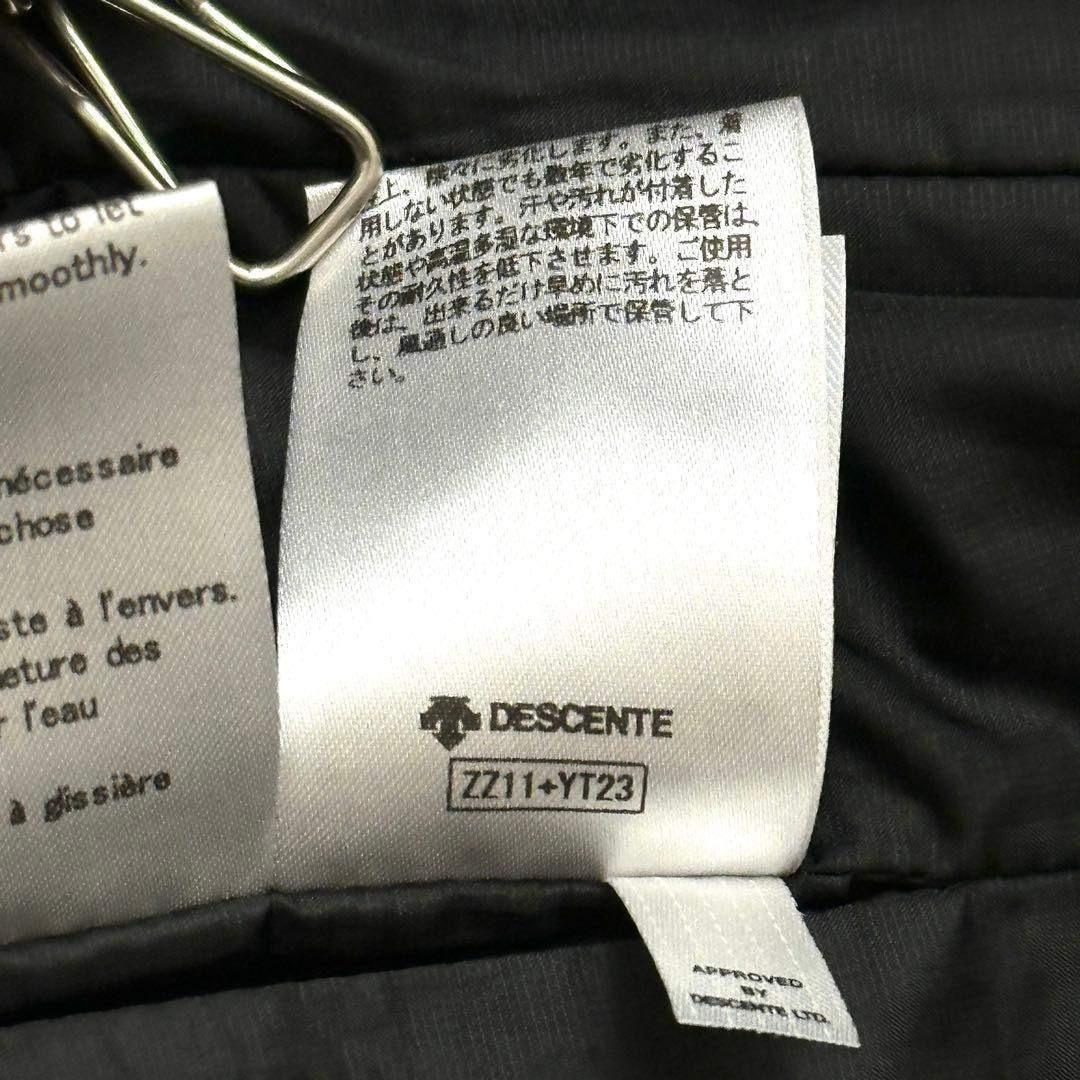 rs to let
smoothly.
nécessaire
chose
ste à l'envers.
eture des
r l'eau
à glissière
性上、徐々に劣化します。また、着
用しない状態でも数年で劣化するこ
とがあります。汗や汚れが付着した
状態や高温多湿な環境下での保管は、
その耐久性を低下させます。ご使用
後は、出来るだけ早めに汚れを落と
し、風通しの良い場所で保管して下
さい。
DESCENTE
ZZ11+YT23
APPROVED
BY
DESCENTE LTD.